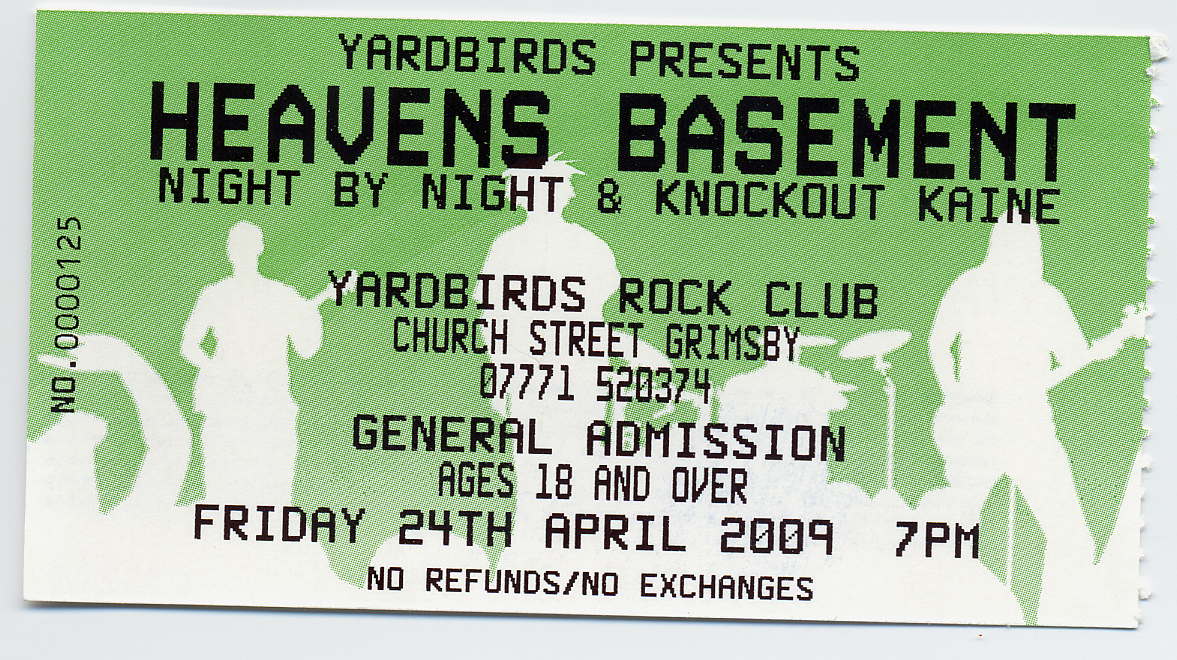 YARDBIRDS PRESENTS
HEAVENS BASEMENT
NIGHT BY NIGHT & KNOCKOUT KAINE
YARDBIRDS ROCK CLUB
CHURCH STREET GRIMSBY
07771 520374
GENERAL ADMISSION
AGES 18 AND OVER
FRIDAY 24TH APRIL 2009 7PM
NO REFUNDS/NO EXCHANGES
NO.0000125